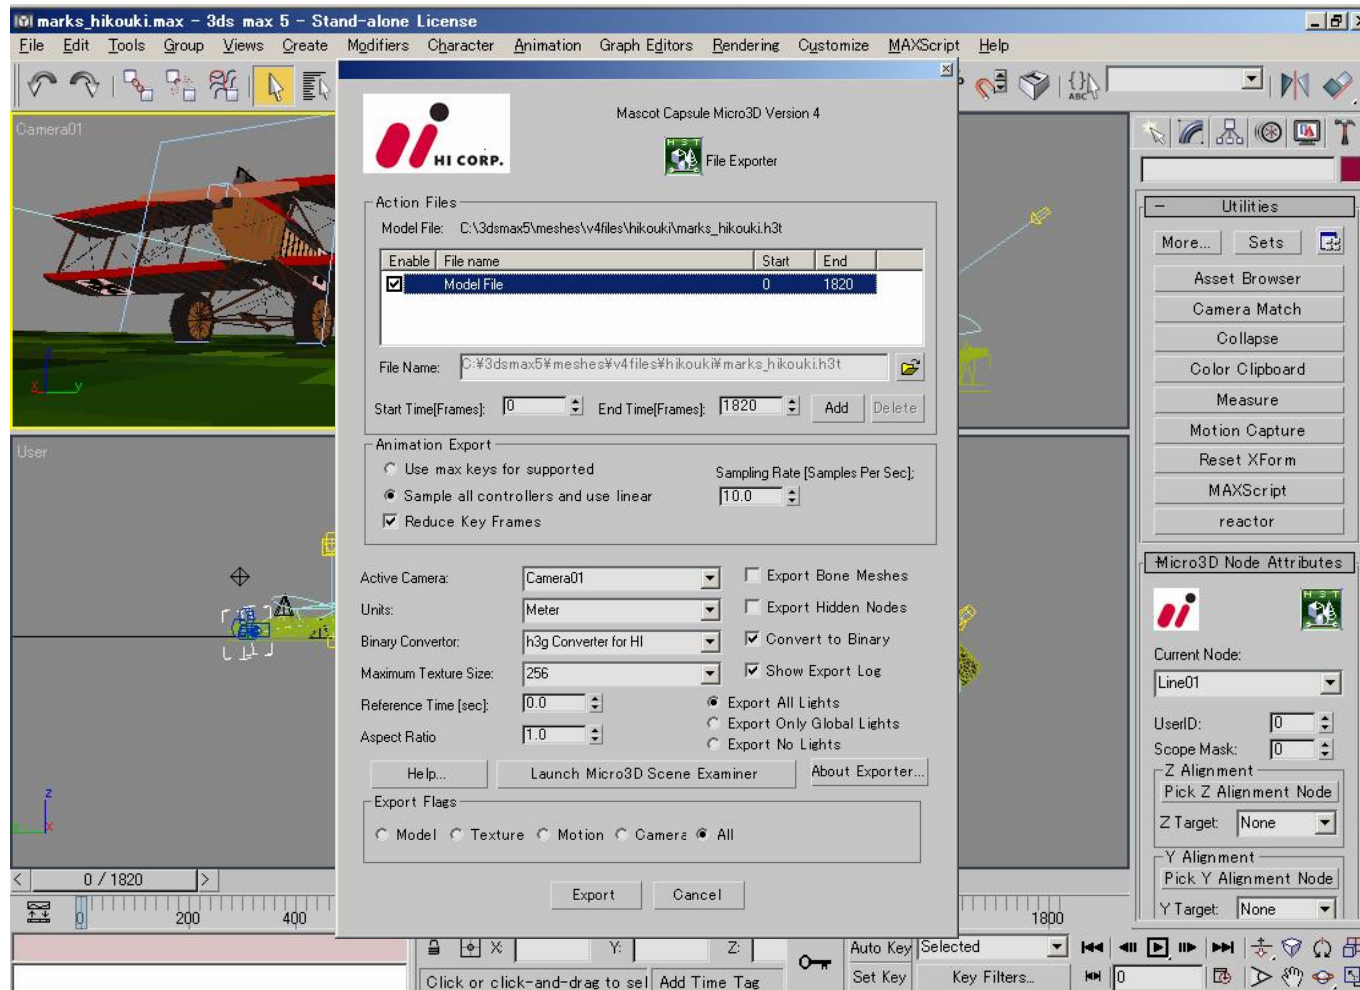 marks_hikouki.max - 3ds max 5 - Stand-alone License
File Edit Tools Group Views Create Modifiers Character Animation Graph Editors Rendering Customize MAXScript Help
ABC
Camera01
HI CORP.
Mascot Capsule Micro3D Version 4
H 3 T
File Exporter
Action Files
Model File: C:\3dsmax5\meshes\v4files\hikouki\marks_hikouki.h3t
Enable File name Start End
Model File 0 1820
File Name: C:¥3dsmax5¥meshes¥v4files¥hikouki¥marks_hikouki.h3t
Start Time[Frames]: 0 End Time[Frames]: 1820 Add Delete
Animation Export
Use max keys for supported
Sample all controllers and use linear
Reduce Key Frames
Sampling Rate [Samples Per Sec];
10.0
Active Camera: Camera01 Export Bone Meshes
Units: Meter Export Hidden Nodes
Binary Convertor: h3g Converter for HI Convert to Binary
Maximum Texture Size: 256 Show Export Log
Reference Time [sec]: 0.0 Export All Lights
Export Only Global Lights
Aspect Ratio 1.0 Export No Lights
Help... Launch Micro3D Scene Examiner About Exporter...
Export Flags
Model Texture Motion Camera All
Export Cancel
Utilities
More... Sets
Asset Browser
Camera Match
Collapse
Color Clipboard
Measure
Motion Capture
Reset XForm
MAXScript
reactor
Micro3D Node Attributes
H 3 T
Current Node:
Line01
UserID: 0
Scope Mask: 0
Z Alignment
Pick Z Alignment Node
Z Target: None
Y Alignment
Pick Y Alignment Node
Y Target: None
User
x y
z
x
0 / 1820
0 200 400 1800
X: Y: Z: Auto Key Selected
Click or click-and-drag to sel Add Time Tag Set Key Key Filters... 0